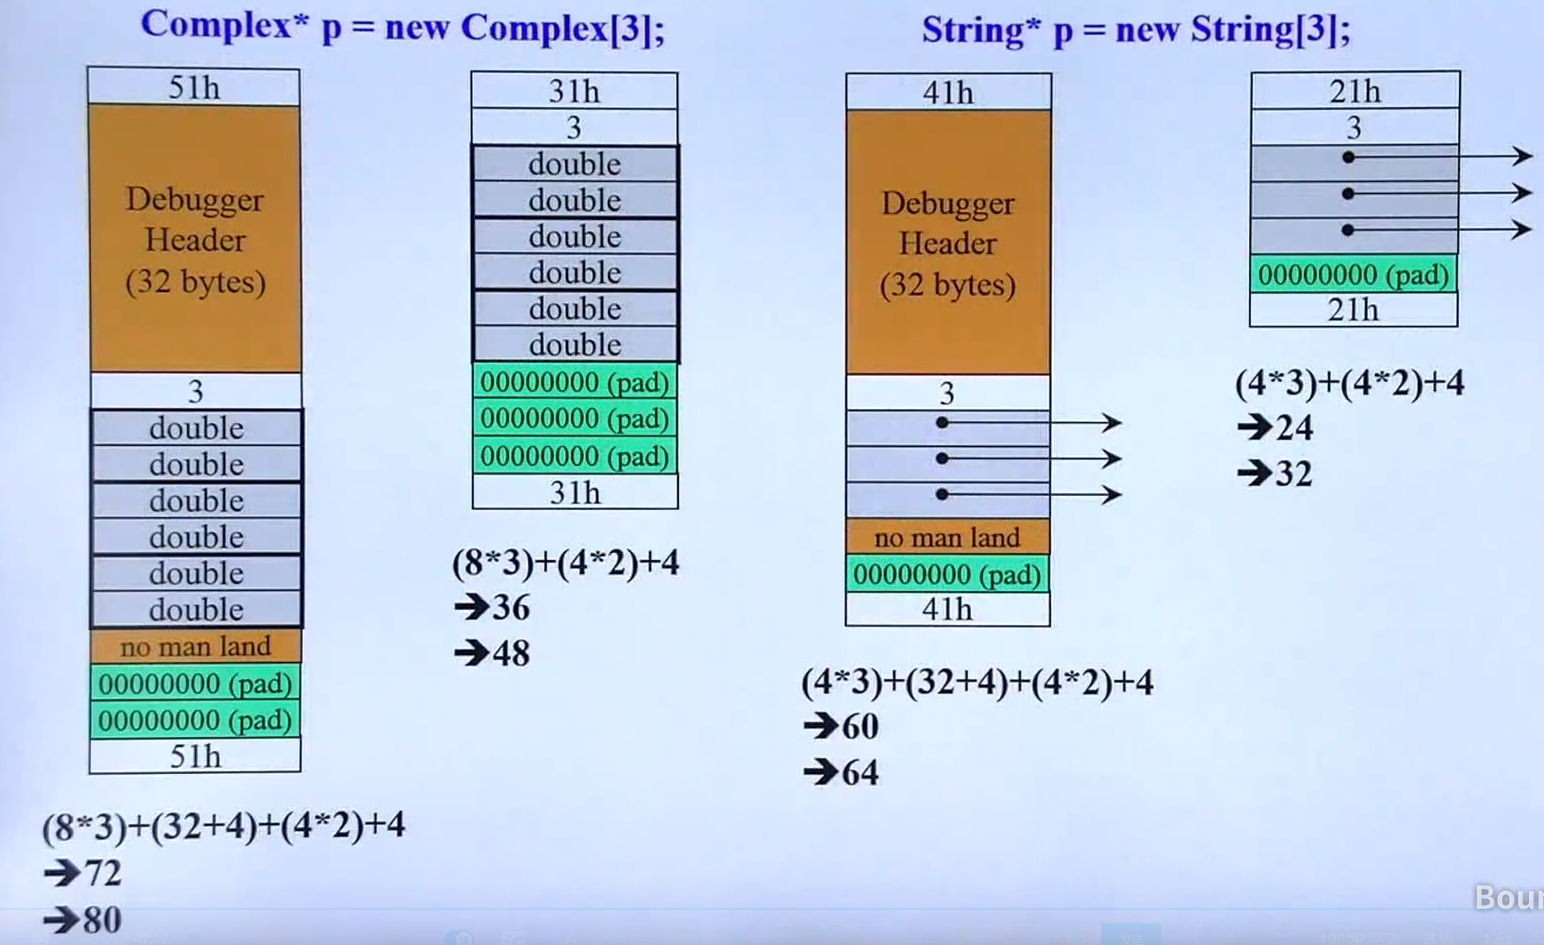 Complex* p = new Complex[3];
51h
Debugger
Header
(32 bytes)
3
double
double
double
double
double
double
no man land
00000000 (pad)
00000000 (pad)
51h
(8*3)+(32+4)+(4*2)+4
➔72
➔80
31h
3
double
double
double
double
double
double
00000000 (pad)
00000000 (pad)
00000000 (pad)
31h
(8*3)+(4*2)+4
➔36
➔48
String* p = new String[3];
41h
Debugger
Header
(32 bytes)
3
no man land
00000000 (pad)
41h
(4*3)+(32+4)+(4*2)+4
➔60
➔64
21h
3
00000000 (pad)
21h
(4*3)+(4*2)+4
➔24
➔32